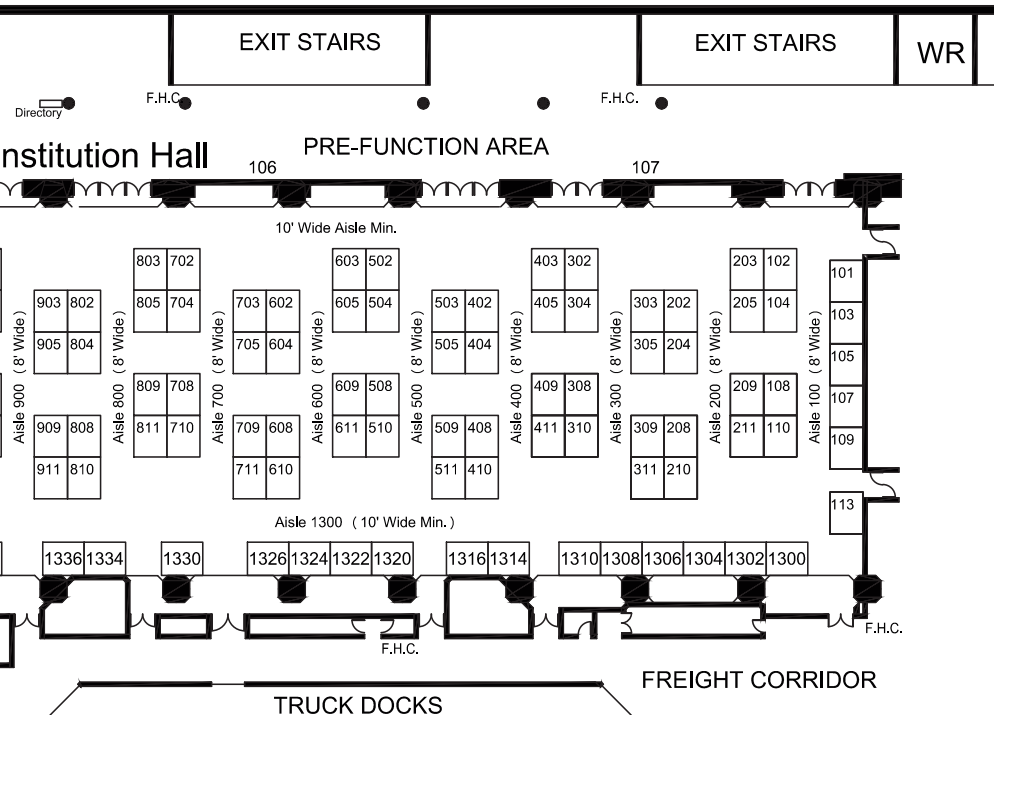 EXIT STAIRS
EXIT STAIRS
WR
F.H.C.
F.H.C.
Directory
nstitution Hall
PRE-FUNCTION AREA
106
107
10' Wide Aisle Min.
803 702
603 502
403 302
203 102
101
903 802
805 704
703 602
605 504
503 402
405 304
303 202
205 104
103
905 804
705 604
505 404
305 204
105
Aisle 900 ( 8' Wide )
Aisle 800 ( 8' Wide )
Aisle 700 ( 8' Wide )
Aisle 600 ( 8' Wide )
Aisle 500 ( 8' Wide )
Aisle 400 ( 8' Wide )
Aisle 300 ( 8' Wide )
Aisle 200 ( 8' Wide )
Aisle 100 ( 8' Wide )
809 708
609 508
409 308
209 108
107
909 808
811 710
709 608
611 510
509 408
411 310
309 208
211 110
109
911 810
711 610
511 410
311 210
113
Aisle 1300 ( 10' Wide Min. )
1336 1334
1330
1326 1324 1322 1320
1316 1314
1310 1308 1306 1304 1302 1300
F.H.C.
F.H.C.
FREIGHT CORRIDOR
TRUCK DOCKS